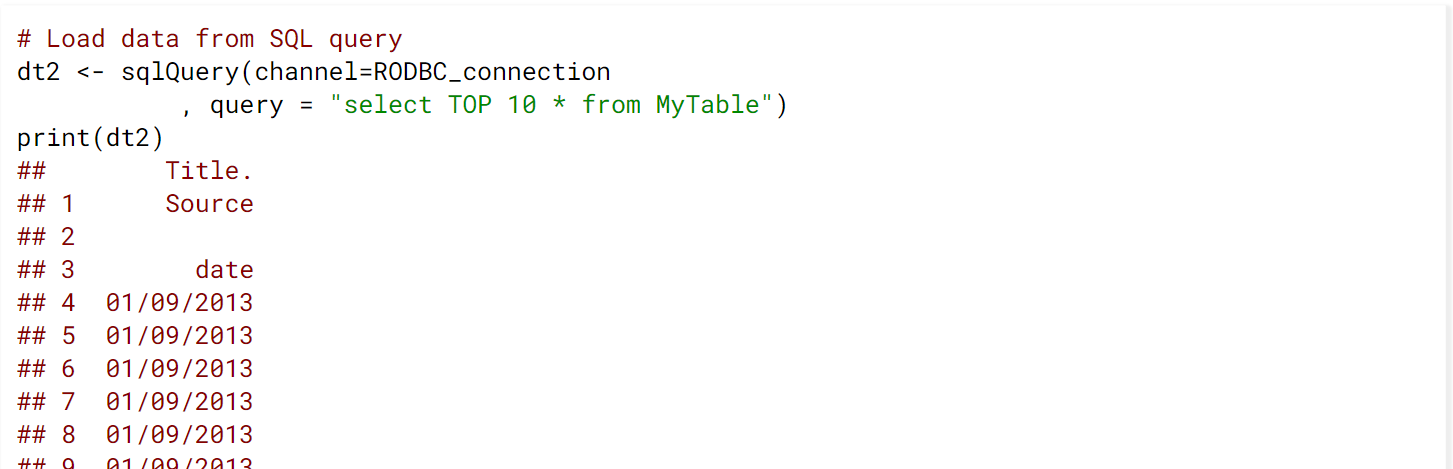 # Load data from SQL query
dt2 <- sqlQuery(channel=RODBC_connection
, query = "select TOP 10 * from MyTable")
print(dt2)
## Title.
## 1 Source
## 2
## 3 date
## 4 01/09/2013
## 5 01/09/2013
## 6 01/09/2013
## 7 01/09/2013
## 8 01/09/2013
## 9 01/09/2013